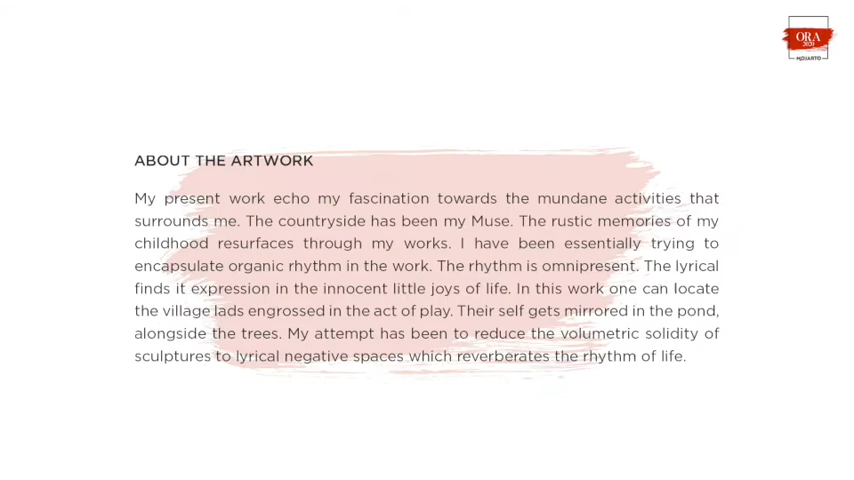 ORA
2020
MOJARTO
ABOUT THE ARTWORK
My present work echo my fascination towards the mundane activities that
surrounds me. The countryside has been my Muse. The rustic memories of my
childhood resurfaces through my works. I have been essentially trying to
encapsulate organic rhythm in the work. The rhythm is omnipresent. The lyrical
finds it expression in the innocent little joys of life. In this work one can locate
the village lads engrossed in the act of play. Their self gets mirrored in the pond,
alongside the trees. My attempt has been to reduce the volumetric solidity of
sculptures to lyrical negative spaces which reverberates the rhythm of life.